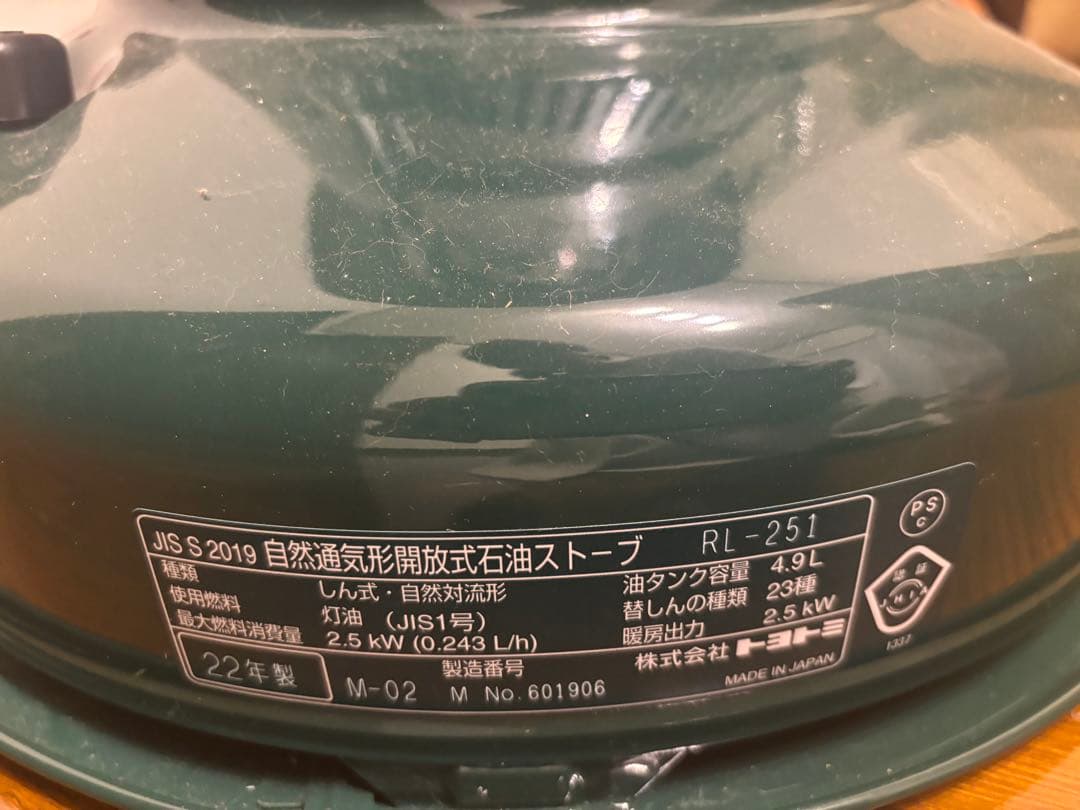 JIS S 2019 自然通気形開放式石油ストーブ RL-251
種類 しん式・自然対流形
使用燃料 灯油 (JIS1号)
最大燃料消費量 2.5 kW (0.243 L/h)
油タンク容量 4.9L
替しんの種類 23種
暖房出力 2.5 kW
22年製
製造番号
M-02 M No.601906
株式会社 トヨトミ
MADE IN JAPAN
PS
C
認証